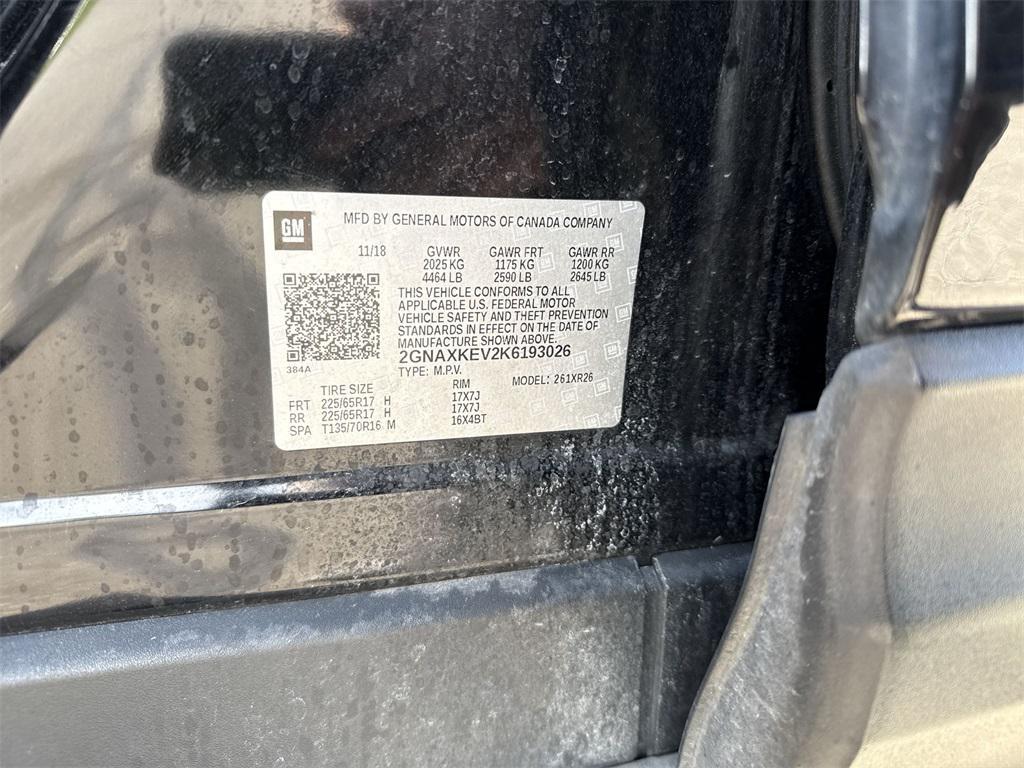 GM
MFD BY GENERAL MOTORS OF CANADA COMPANY
11/18 GVWR GAWR FRT GAWR RR
2025 KG 1175 KG 1200 KG
4464 LB 2590 LB 2645 LB
THIS VEHICLE CONFORMS TO ALL
APPLICABLE U.S. FEDERAL MOTOR
VEHICLE SAFETY AND THEFT PREVENTION
STANDARDS IN EFFECT ON THE DATE OF
MANUFACTURE SHOWN ABOVE.
384A
2GNAXKEV2K6193026
TYPE: M.P.V. MODEL: 261XR26
TIRE SIZE RIM
FRT 225/65R17 H 17X7J
RR 225/65R17 H 17X7J
SPA T135/70R16 M 16X4BT